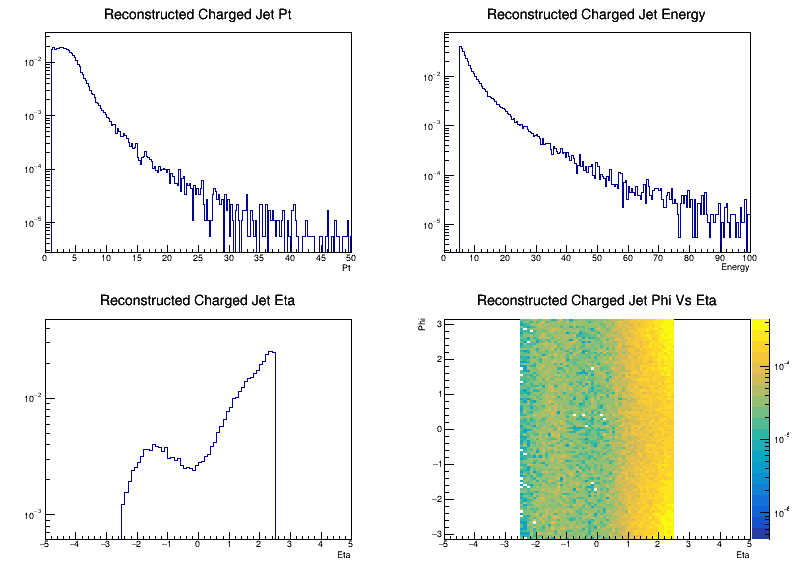 Reconstructed Charged Jet Pt
10⁻²
10⁻³
10⁻⁴
10⁻⁵
0 5 10 15 20 25 30 35 40 45 50
Pt
Reconstructed Charged Jet Energy
10⁻²
10⁻³
10⁻⁴
10⁻⁵
0 10 20 30 40 50 60 70 80 90 100
Energy
Reconstructed Charged Jet Eta
10⁻²
10⁻³
−5 −4 −3 −2 −1 0 1 2 3 4 5
Eta
Reconstructed Charged Jet Phi Vs Eta
Phi
3
2
1
0
−1
−2
−3
−5 −4 −3 −2 −1 0 1 2 3 4 5
Eta
10⁻⁴
10⁻⁵
10⁻⁶